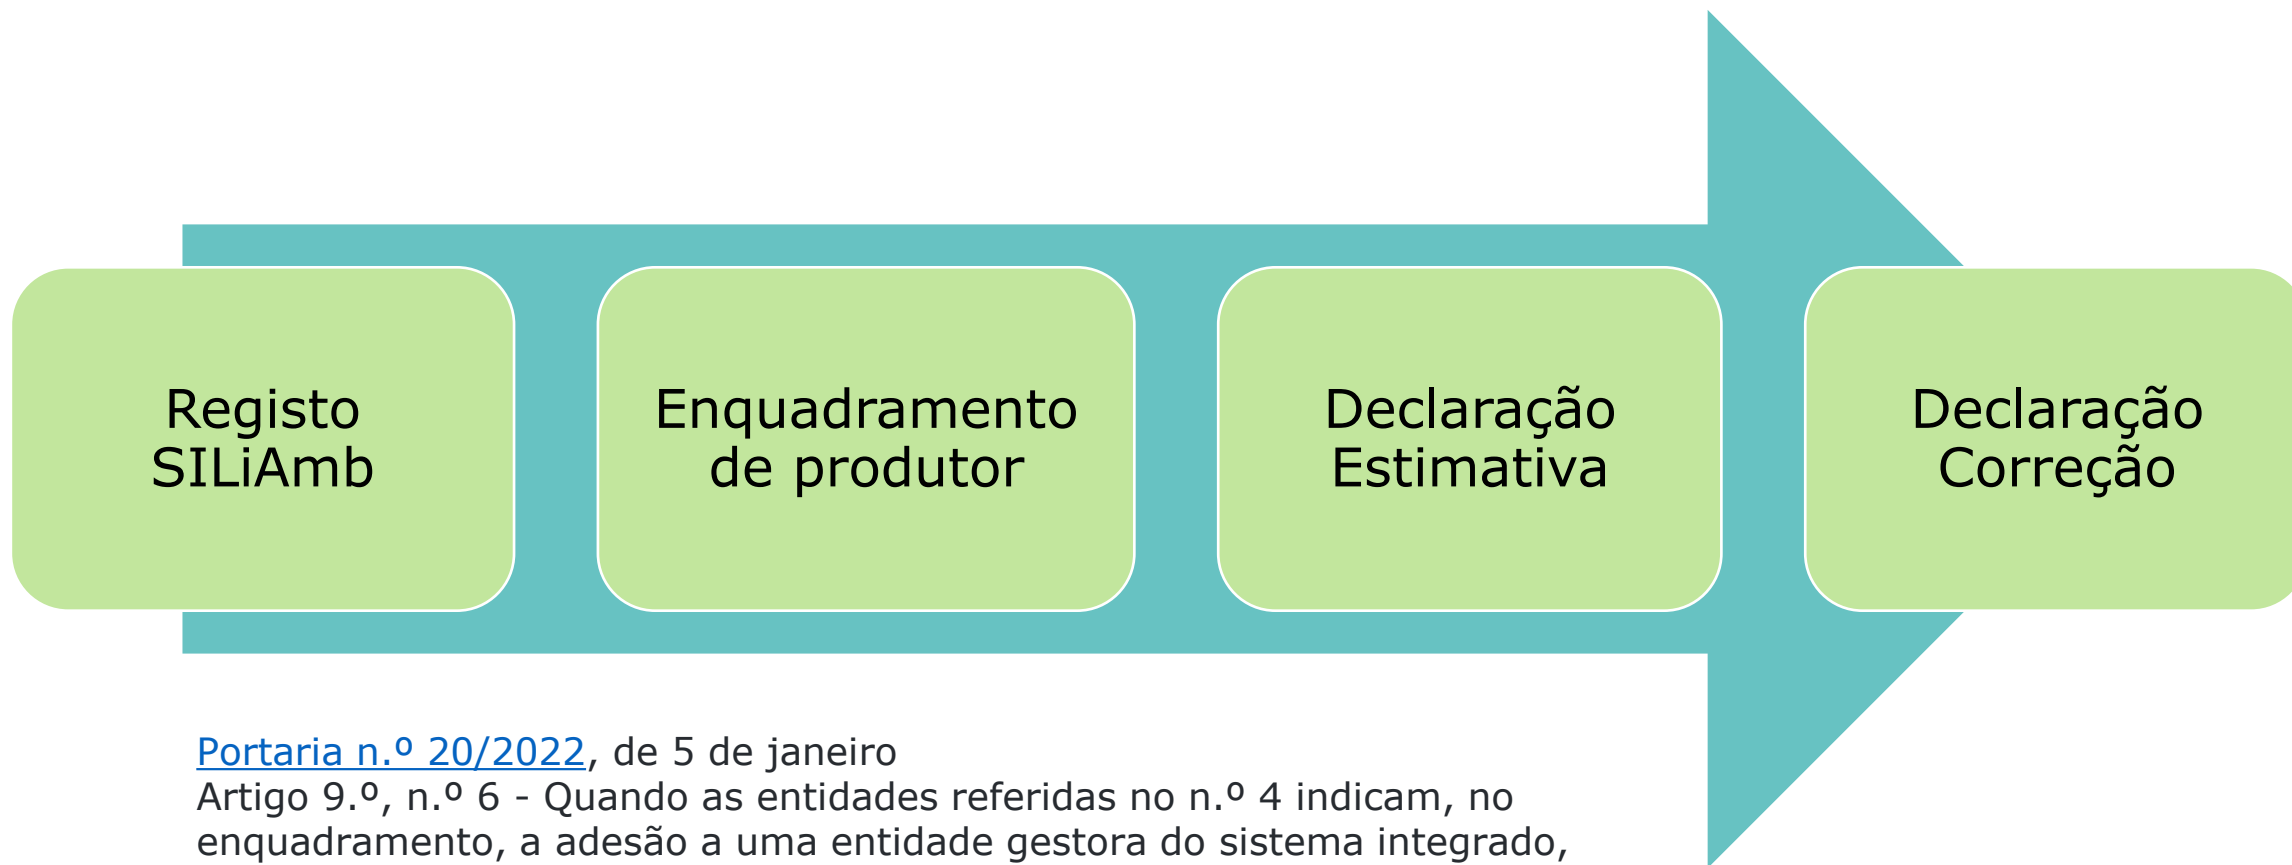 Registo
SILiAmb
Enquadramento
de produtor
Declaração
Estimativa
Declaração
Correção
Portaria n.º 20/2022, de 5 de janeiro
Artigo 9.º, n.º 6 - Quando as entidades referidas no n.º 4 indicam, no
enquadramento, a adesão a uma entidade gestora do sistema integrado,